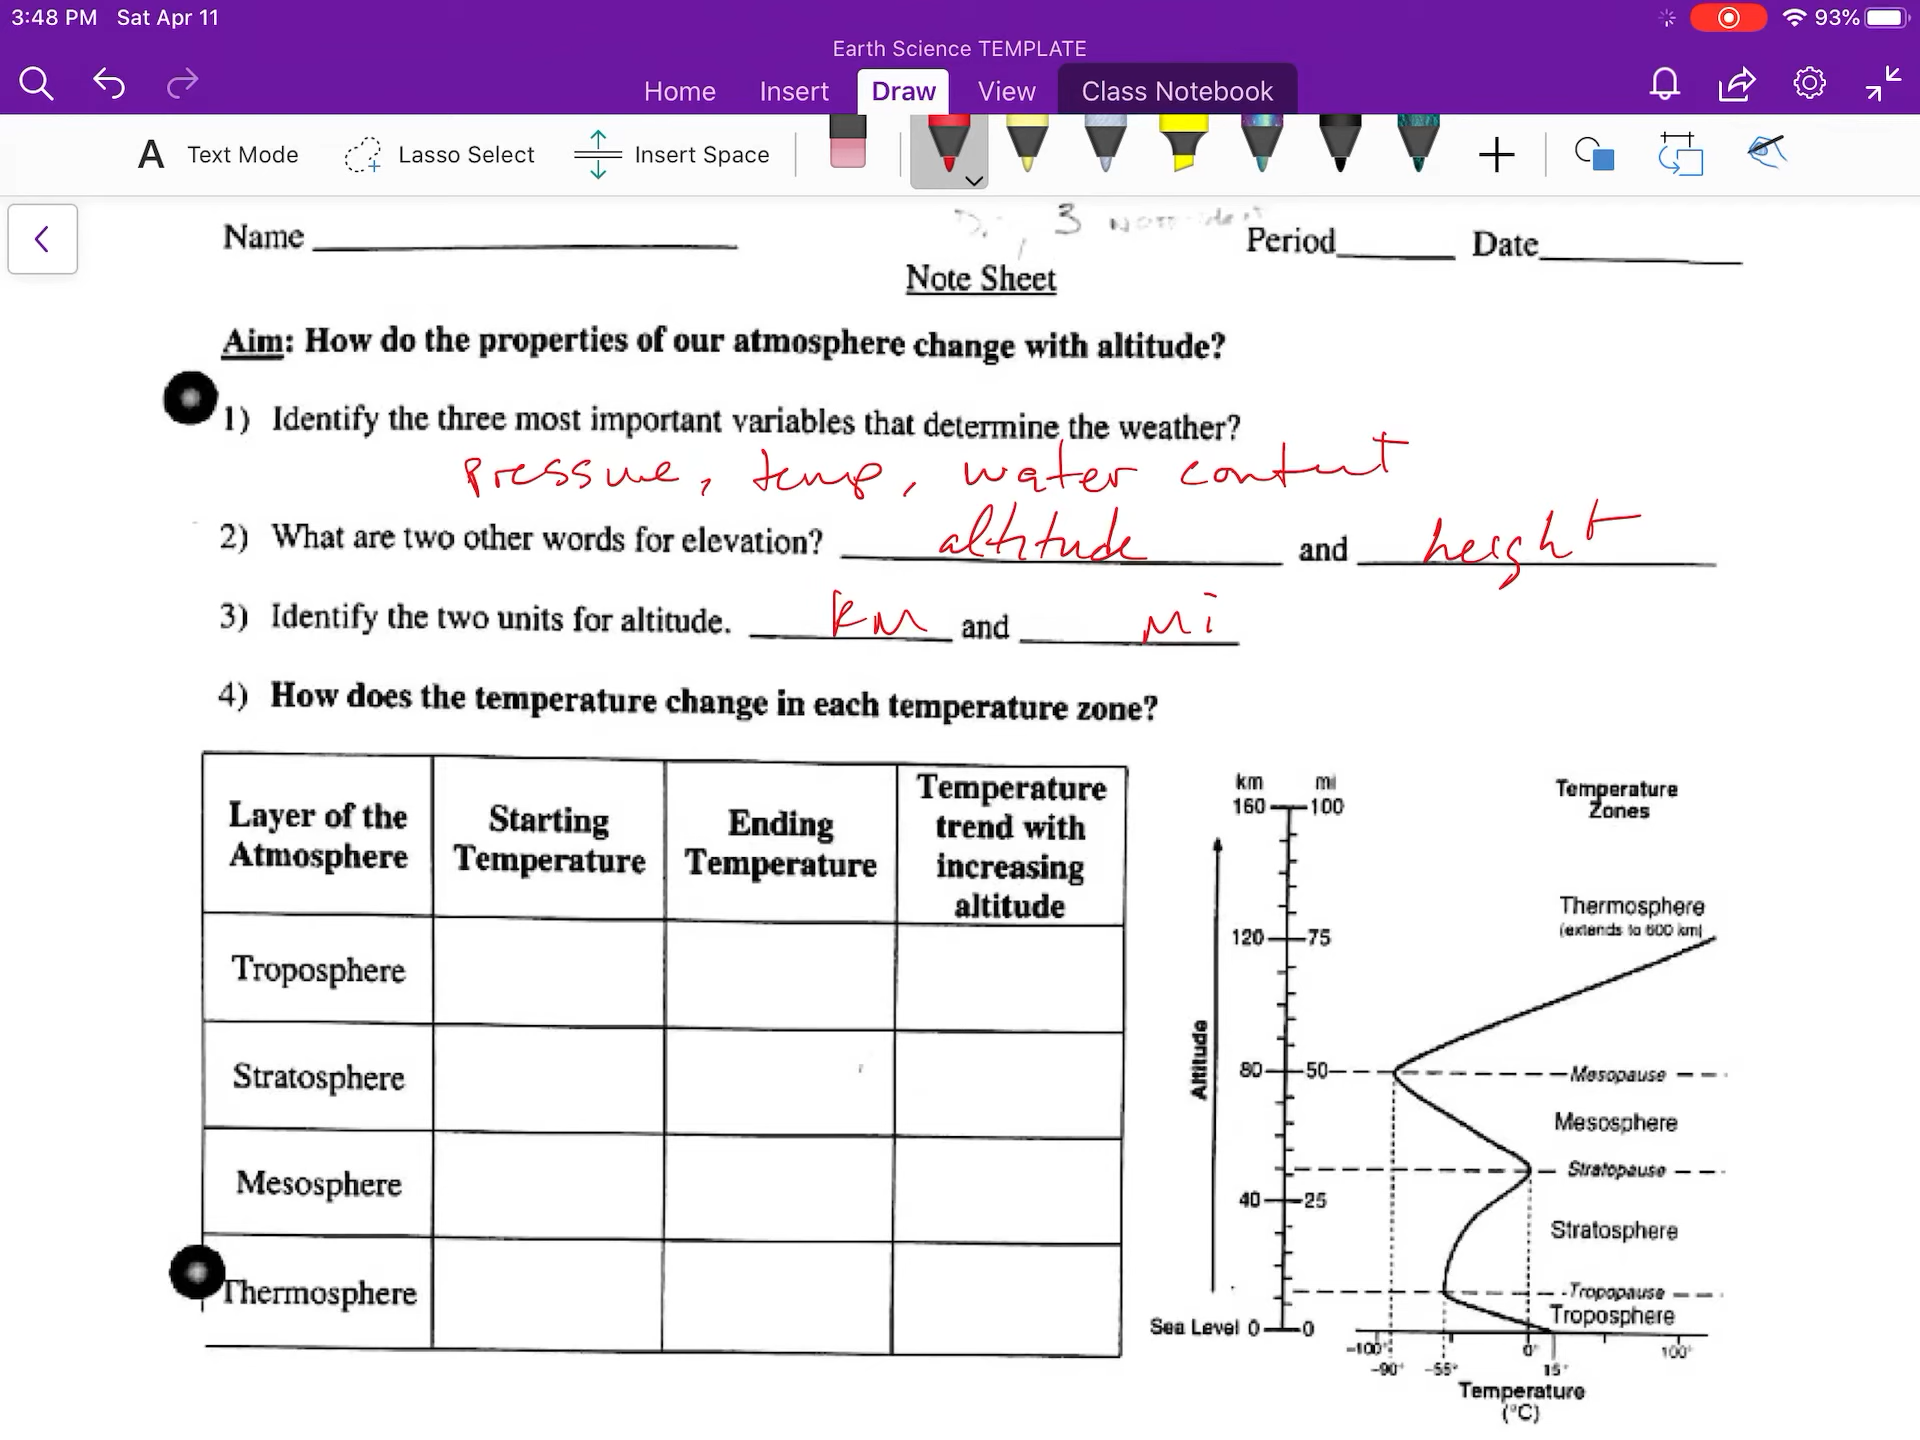 3:48 PM Sat Apr 11
93%
Earth Science TEMPLATE
Home Insert Draw View Class Notebook
A Text Mode Lasso Select Insert Space
3
Name Period Date
Note Sheet
Aim: How do the properties of our atmosphere change with altitude?
1) Identify the three most important variables that determine the weather?
pressure, temp, water content
2) What are two other words for elevation? altitude and height
3) Identify the two units for altitude. km and mi
4) How does the temperature change in each temperature zone?
Layer of the Atmosphere Starting Temperature Ending Temperature Temperature trend with increasing altitude
Troposphere
Stratosphere
Mesosphere
Thermosphere
km mi
Temperature
Zones
160 100
Thermosphere
(extends to 600 km)
120 75
Altitude
80 50 Mesopause
Mesosphere
Stratopause
40 25
Stratosphere
Tropopause
Troposphere
Sea Level 0 0
-100° 0° 100°
-90° -55° 15°
Temperature
(°C)